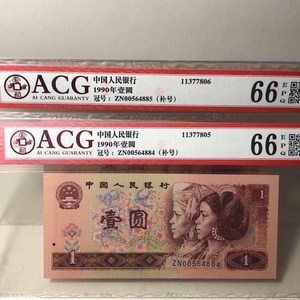 ACG
AI CANG GUARANTY
中国人民银行
1990年壹圆
冠号：ZN00564885（补号）
11377806
66 EPQ
ACG
AI CANG GUARANTY
中国人民银行
1990年壹圆
冠号：ZN00564884（补号）
11377805
66 EPQ
中国人民银行
1
壹圆
1
ZN00564884